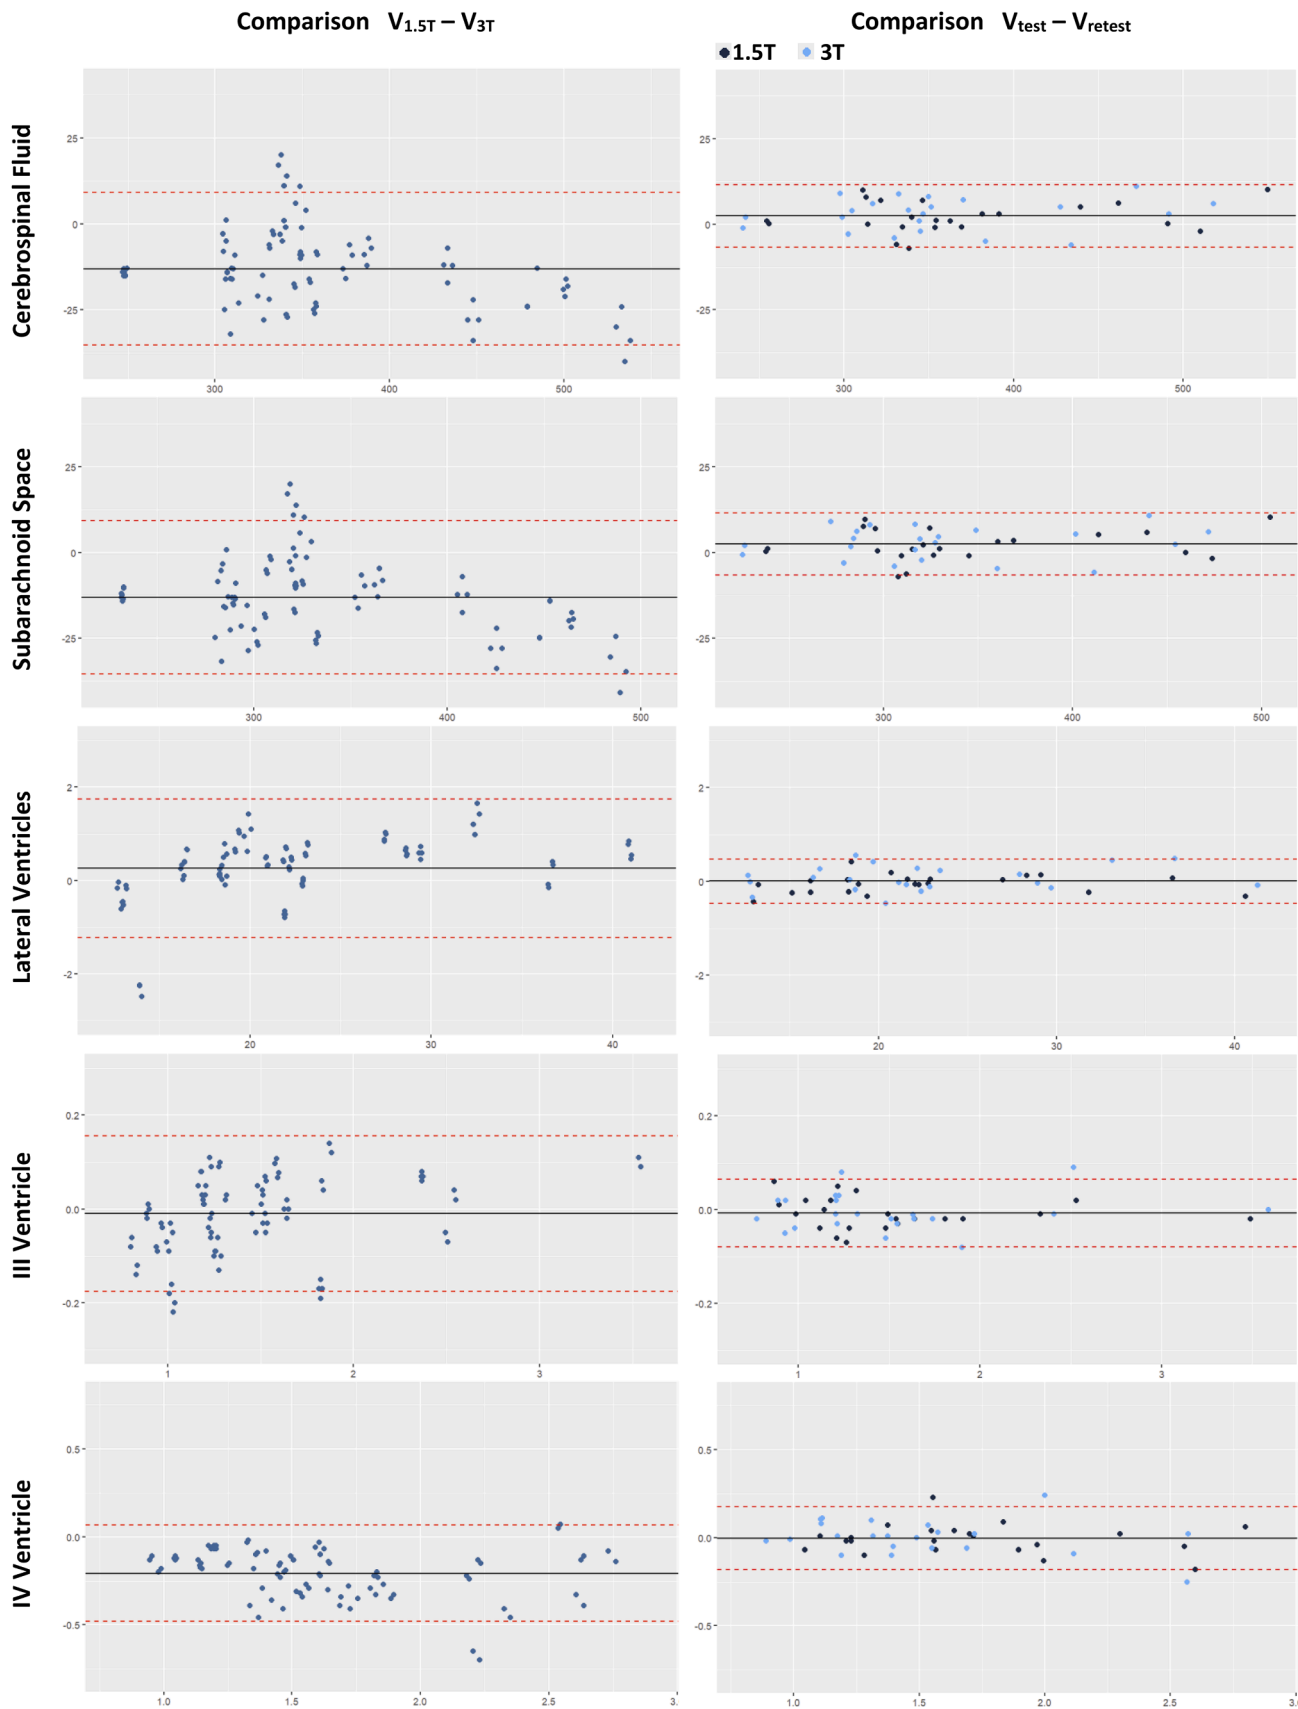 Comparison V1.5T – V3T
Comparison Vtest – Vretest
1.5T 3T
Cerebrospinal Fluid
25
0
-25
300 400 500
25
0
-25
300 400 500
Subarachnoid Space
25
0
-25
300 400 500
25
0
-25
300 400 500
Lateral Ventricles
2
0
-2
20 30 40
2
0
-2
20 30 40
III Ventricle
0.2
0.0
-0.2
1 2 3
0.2
0.0
-0.2
1 2 3
IV Ventricle
0.5
0.0
-0.5
1.0 1.5 2.0 2.5 3.
0.5
0.0
-0.5
1.0 1.5 2.0 2.5 3.0